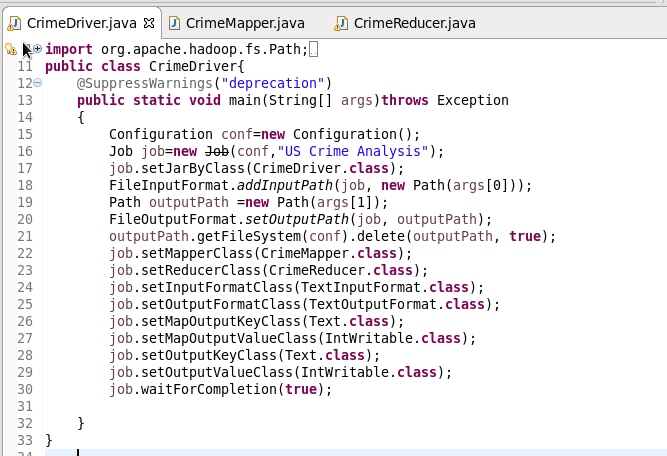 CrimeDriver.java CrimeMapper.java CrimeReducer.java
import org.apache.hadoop.fs.Path;
11 public class CrimeDriver{
12 @SuppressWarnings("deprecation")
13 public static void main(String[] args)throws Exception
14 {
15 Configuration conf=new Configuration();
16 Job job=new Job(conf,"US Crime Analysis");
17 job.setJarByClass(CrimeDriver.class);
18 FileInputFormat.addInputPath(job, new Path(args[0]));
19 Path outputPath =new Path(args[1]);
20 FileOutputFormat.setOutputPath(job, outputPath);
21 outputPath.getFileSystem(conf).delete(outputPath, true);
22 job.setMapperClass(CrimeMapper.class);
23 job.setReducerClass(CrimeReducer.class);
24 job.setInputFormatClass(TextInputFormat.class);
25 job.setOutputFormatClass(TextOutputFormat.class);
26 job.setMapOutputKeyClass(Text.class);
27 job.setMapOutputValueClass(IntWritable.class);
28 job.setOutputKeyClass(Text.class);
29 job.setOutputValueClass(IntWritable.class);
30 job.waitForCompletion(true);
31
32 }
33 }